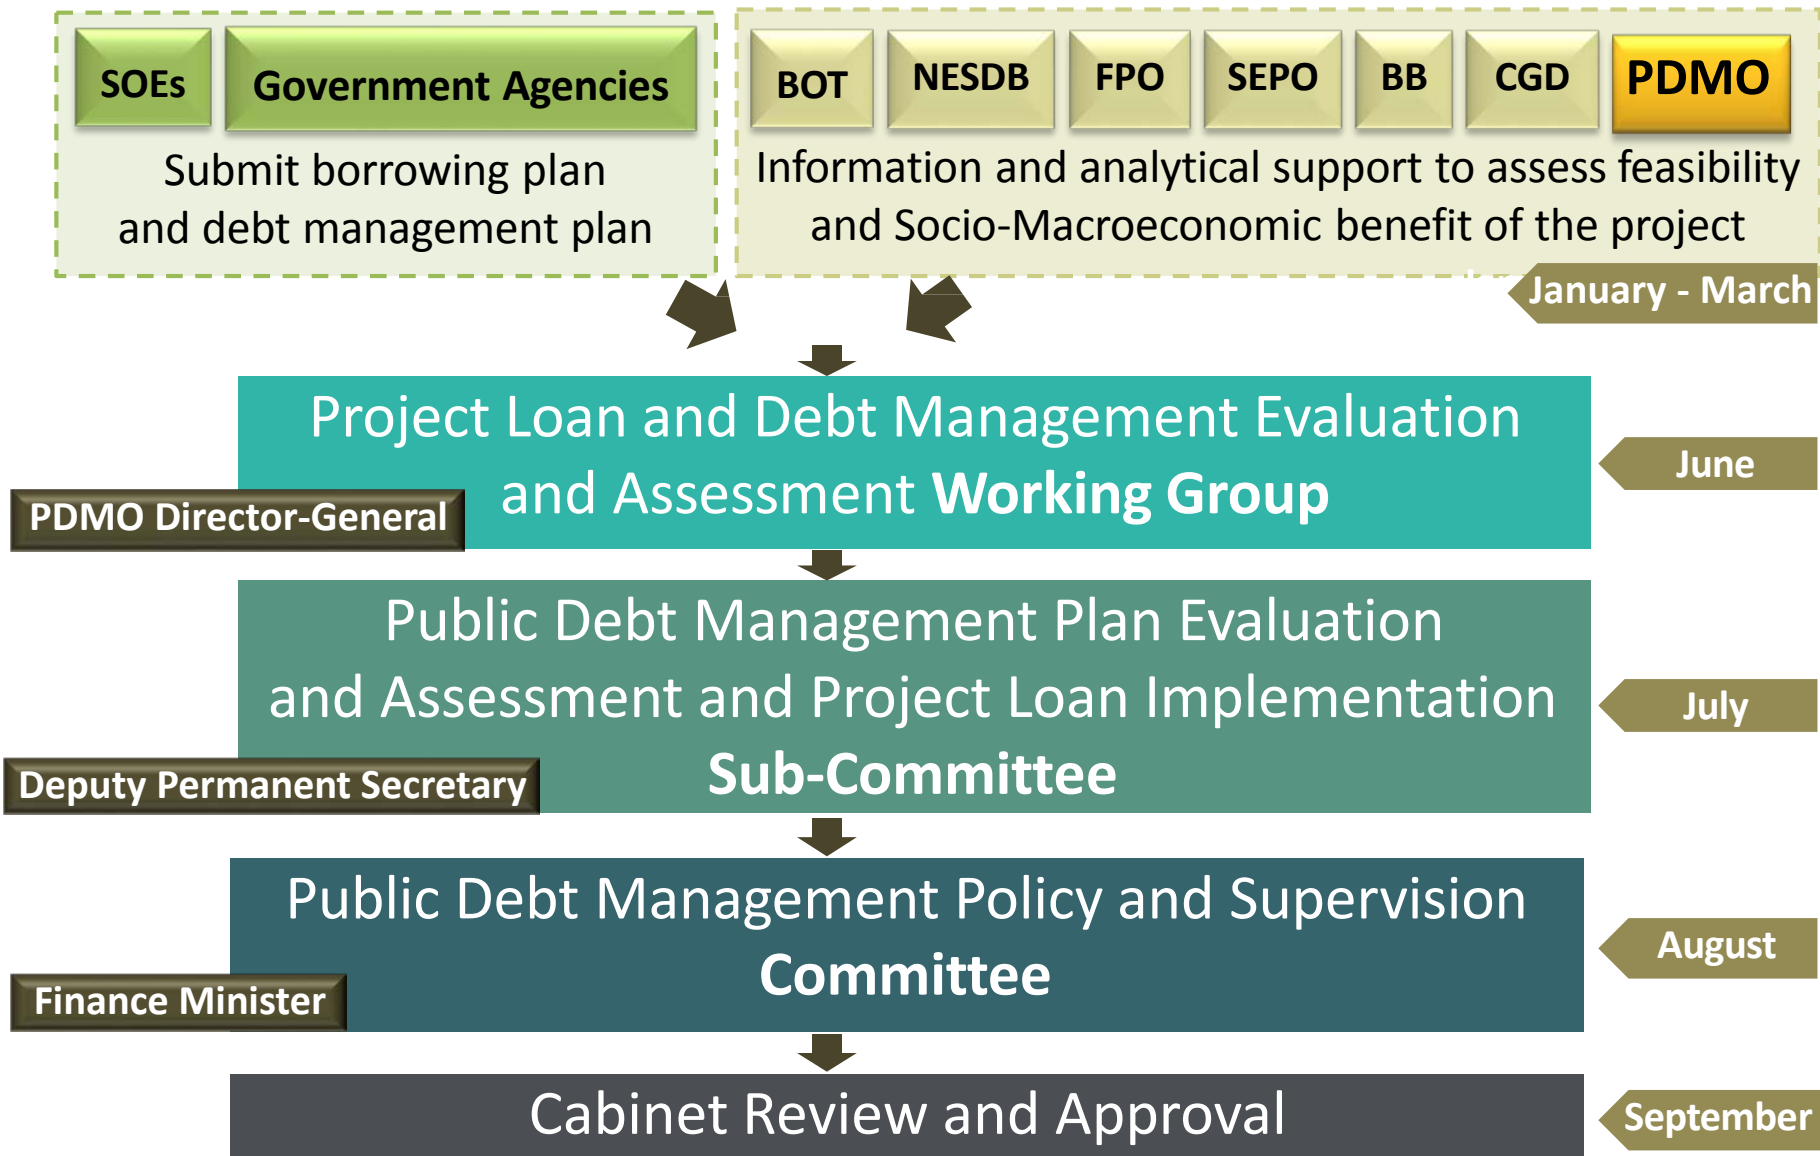 SOEs
Government Agencies
Submit borrowing plan
and debt management plan
BOT
NESDB
FPO
SEPO
BB
CGD
PDMO
Information and analytical support to assess feasibility
and Socio-Macroeconomic benefit of the project
January - March
Project Loan and Debt Management Evaluation
and Assessment Working Group
PDMO Director-General
June
Public Debt Management Plan Evaluation
and Assessment and Project Loan Implementation
Sub-Committee
Deputy Permanent Secretary
July
Public Debt Management Policy and Supervision
Committee
Finance Minister
August
Cabinet Review and Approval
September